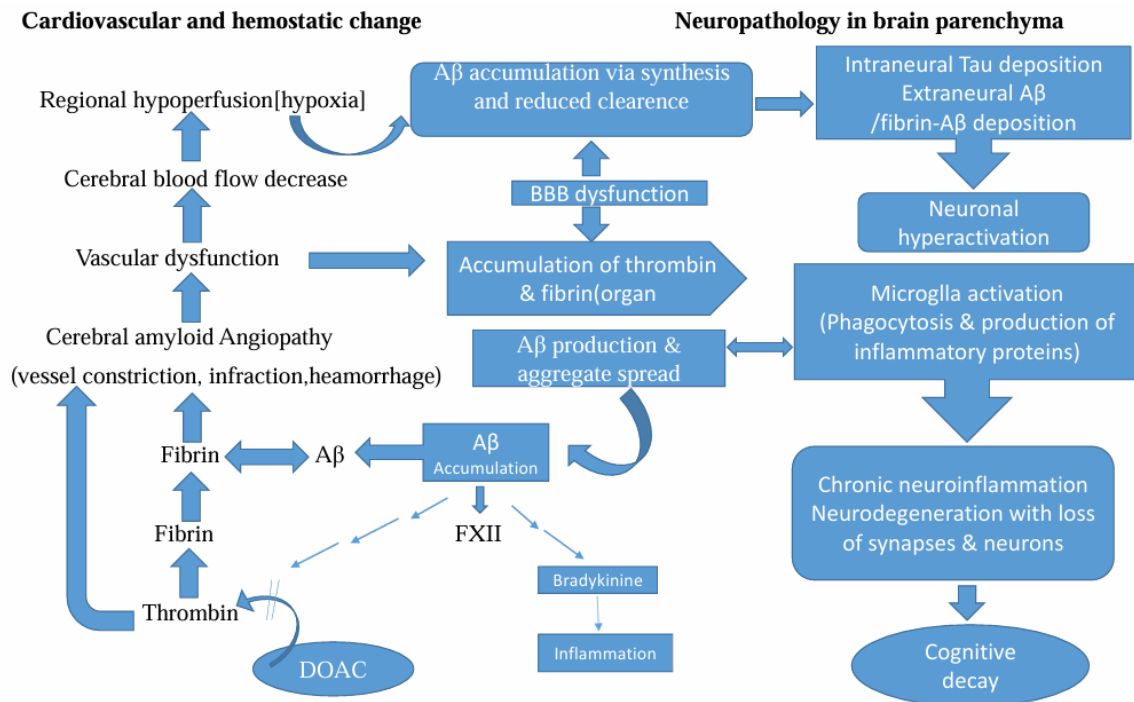 Cardiovascular and hemostatic change
Neuropathology in brain parenchyma
Regional hypoperfusion[hypoxia]
Cerebral blood flow decrease
Vascular dysfunction
Cerebral amyloid Angiopathy
(vessel constriction, infraction,heamorrhage)
Fibrin
Aβ
Fibrin
Thrombin
DOAC
Aβ accumulation via synthesis
and reduced clearence
BBB dysfunction
Accumulation of thrombin
& fibrin(organ
Aβ production &
aggregate spread
Aβ
Accumulation
FXII
Bradykinine
Inflammation
Intraneural Tau deposition
Extraneural Aβ
/fibrin-Aβ deposition
Neuronal
hyperactivation
Microglla activation
(Phagocytosis & production of
inflammatory proteins)
Chronic neuroinflammation
Neurodegeneration with loss
of synapses & neurons
Cognitive
decay